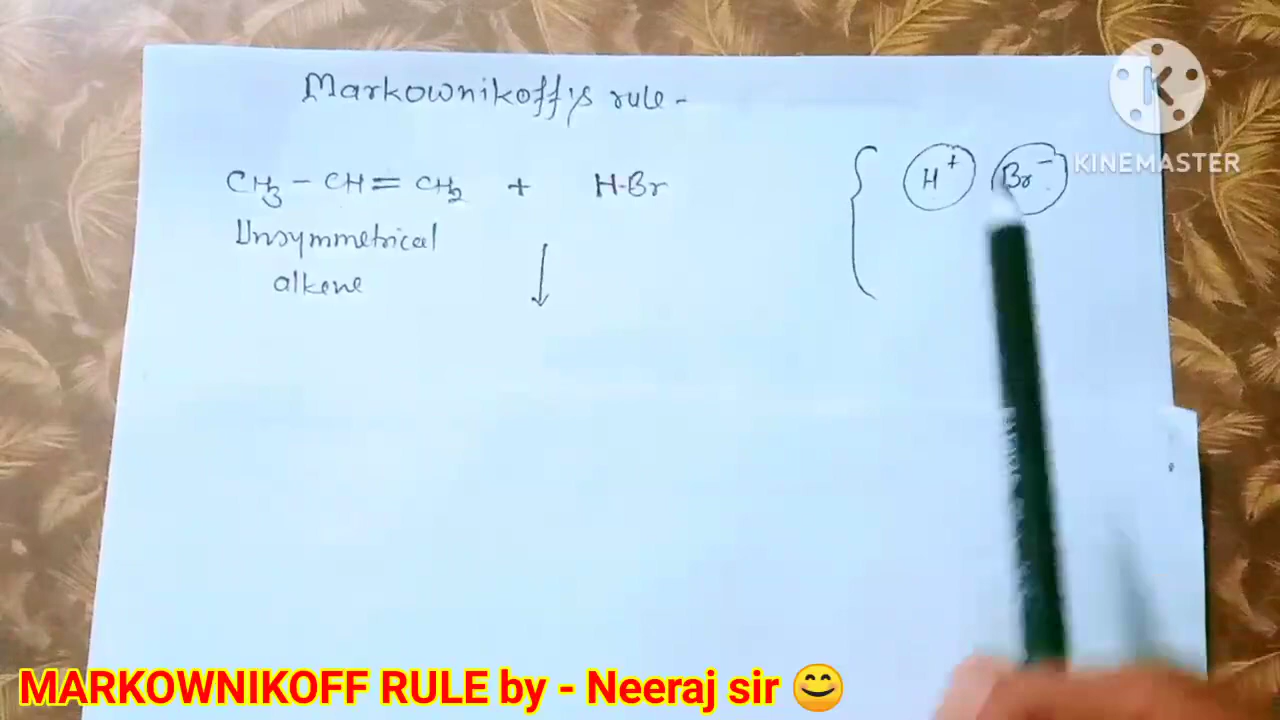 Markownikoff's rule -
CH3 - CH = CH2 + H-Br
Unsymmetrical
alkene
H+ Br-
KINEMASTER
MARKOWNIKOFF RULE by - Neeraj sir 😊